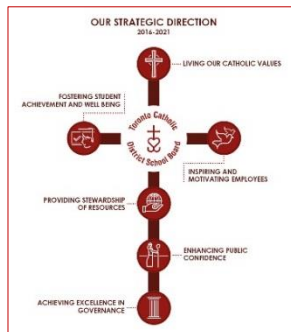 OUR STRATEGIC DIRECTION
2016-2021
LIVING OUR CATHOLIC VALUES
FOSTERING STUDENT
ACHIEVEMENT AND WELL BEING
Toronto Catholic
District School Board
INSPIRING AND
MOTIVATING EMPLOYEES
PROVIDING STEWARDSHIP
OF RESOURCES
ENHANCING PUBLIC
CONFIDENCE
ACHIEVING EXCELLENCE IN
GOVERNANCE